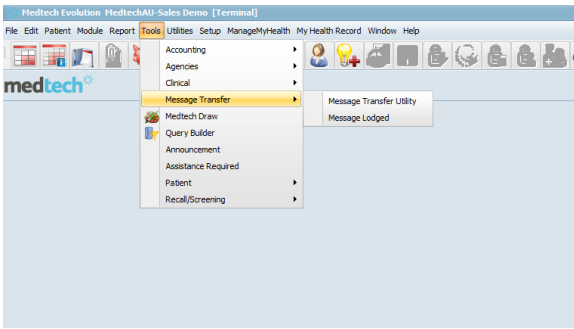 Medtech Evolution MedtechAU-Sales Demo [Terminal]
File Edit Patient Module Report Tools Utilities Setup ManageMyHealth My Health Record Window Help
medtech
Accounting
Agencies
Clinical
Message Transfer
Message Transfer Utility
Message Lodged
Medtech Draw
Query Builder
Announcement
Assistance Required
Patient
Recall/Screening